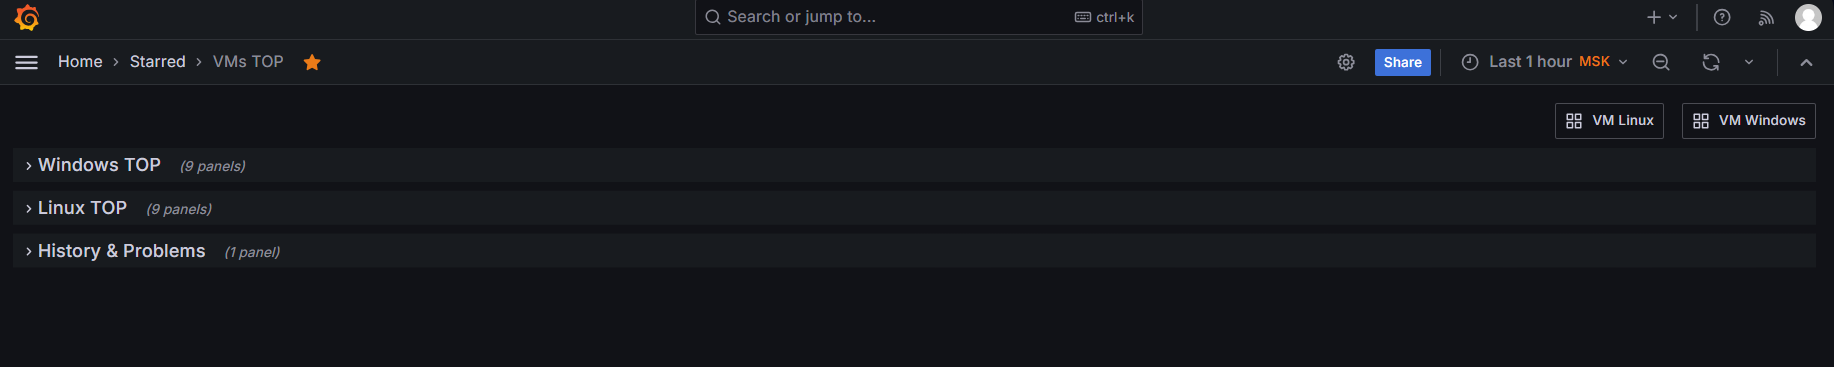 Search or jump to... ctrl+k
Home › Starred › VMs TOP Share Last 1 hour MSK
VM Linux VM Windows
Windows TOP (9 panels)
Linux TOP (9 panels)
History & Problems (1 panel)